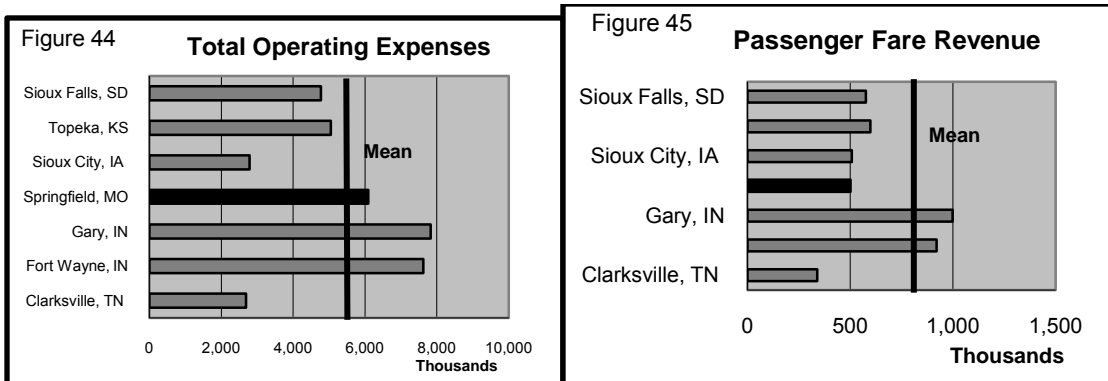 Figure 44
Total Operating Expenses
Sioux Falls, SD
Topeka, KS
Sioux City, IA
Springfield, MO
Gary, IN
Fort Wayne, IN
Clarksville, TN
Mean
0 2,000 4,000 6,000 8,000 10,000
Thousands
Figure 45
Passenger Fare Revenue
Sioux Falls, SD
Sioux City, IA
Gary, IN
Clarksville, TN
Mean
0 500 1,000 1,500
Thousands